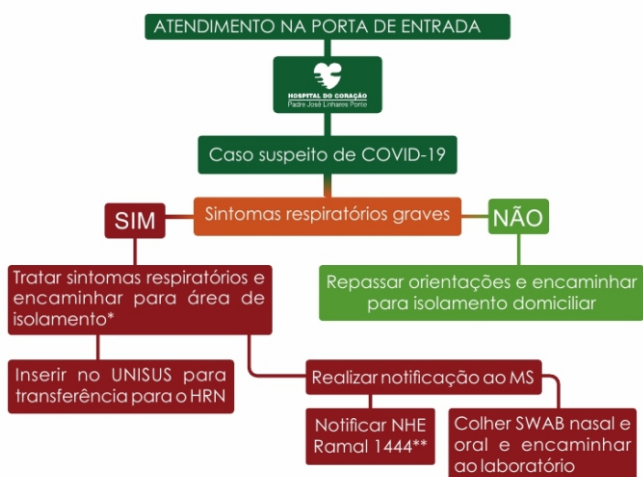 ATENDIMENTO NA PORTA DE ENTRADA
HOSPITAL DO CORAÇÃO
Padre José Linhares Ponte
Caso suspeito de COVID-19
SIM
Sintomas respiratórios graves
NÃO
Tratar sintomas respiratórios e
encaminhar para área de
isolamento*
Repassar orientações e encaminhar
para isolamento domiciliar
Inserir no UNISUS para
transferência para o HRN
Realizar notificação ao MS
Notificar NHE
Ramal 1444**
Colher SWAB nasal e
oral e encaminhar
ao laboratório